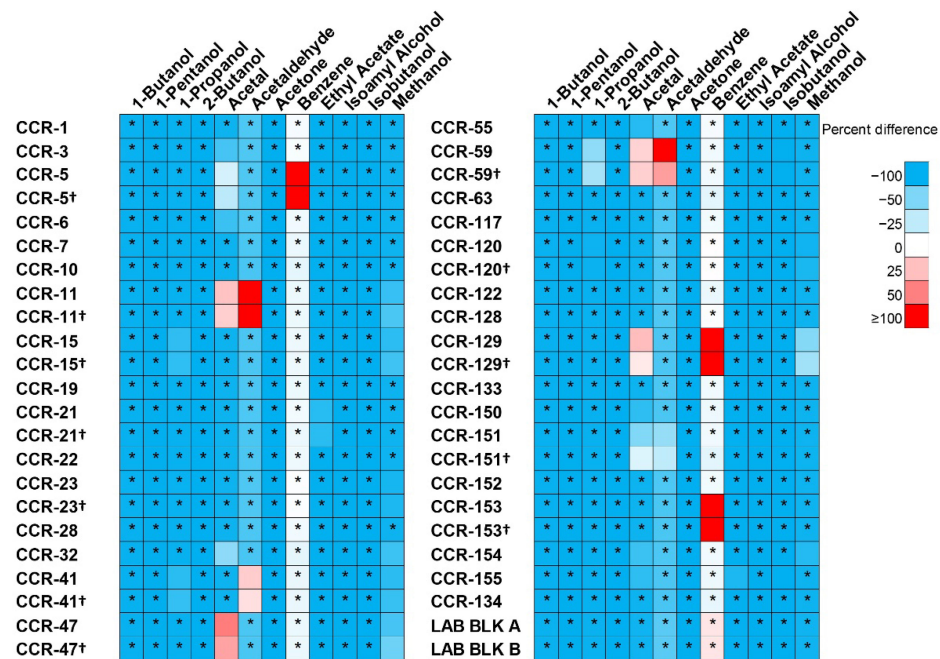 1-Butanol
1-Pentanol
1-Propanol
2-Butanol
Acetal
Acetaldehyde
Acetone
Benzene
Ethyl Acetate
Isoamyl Alcohol
Isobutanol
Methanol
CCR-1
CCR-3
CCR-5
CCR-5†
CCR-6
CCR-7
CCR-10
CCR-11
CCR-11†
CCR-15
CCR-15†
CCR-19
CCR-21
CCR-21†
CCR-22
CCR-23
CCR-23†
CCR-28
CCR-32
CCR-41
CCR-41†
CCR-47
CCR-47†
1-Butanol
1-Pentanol
1-Propanol
2-Butanol
Acetal
Acetaldehyde
Acetone
Benzene
Ethyl Acetate
Isoamyl Alcohol
Isobutanol
Methanol
CCR-55
CCR-59
CCR-59†
CCR-63
CCR-117
CCR-120
CCR-120†
CCR-122
CCR-128
CCR-129
CCR-129†
CCR-133
CCR-150
CCR-151
CCR-151†
CCR-152
CCR-153
CCR-153†
CCR-154
CCR-155
CCR-134
LAB BLK A
LAB BLK B
Percent difference
−100
−50
−25
0
25
50
≥100